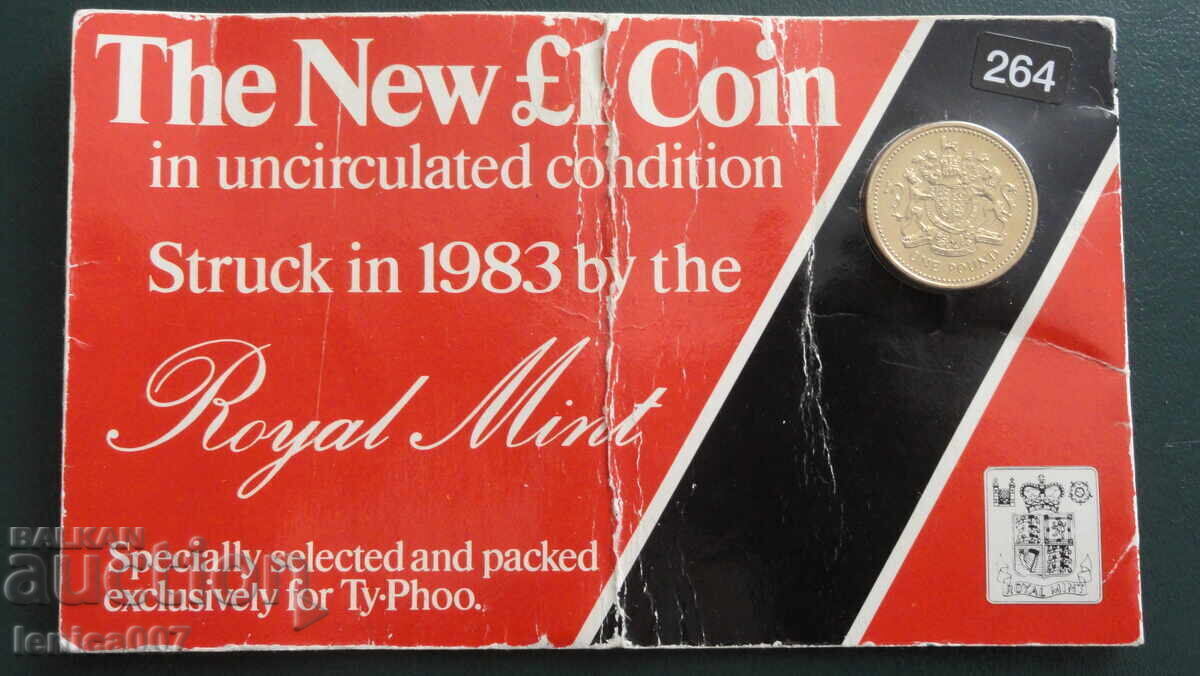 The New £1 Coin
264
in uncirculated condition
Struck in 1983 by the
Royal Mint
ONE POUND
Specially selected and packed
exclusively for Ty·Phoo.
ROYAL MINT
BALKAN
auction
lenica007